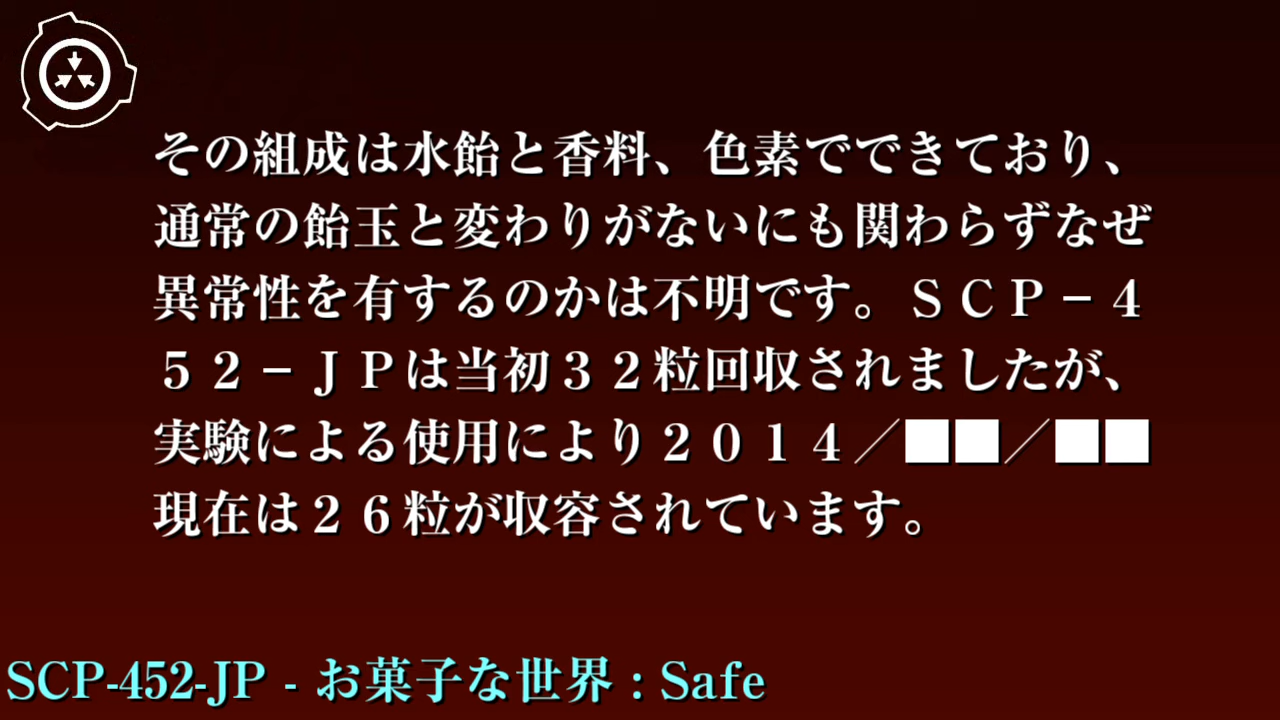 その組成は水飴と香料、色素でできており、
通常の飴玉と変わりがないにも関わらずなぜ
異常性を有するのかは不明です。ＳＣＰ－４
５２－ＪＰは当初３２粒回収されましたが、
実験による使用により２０１４／■■／■■
現在は２６粒が収容されています。
SCP-452-JP - お菓子な世界 : Safe